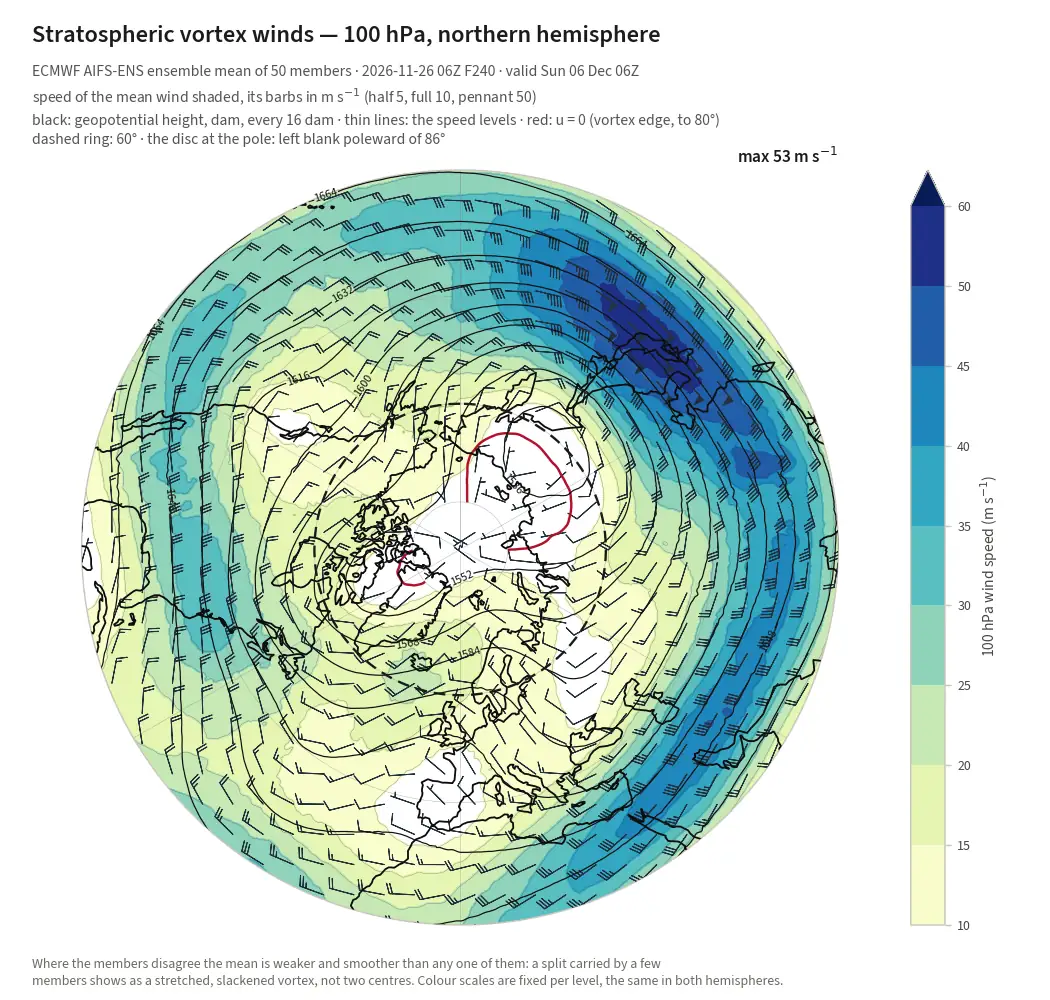 Stratospheric vortex winds — 100 hPa, northern hemisphere
ECMWF AIFS-ENS ensemble mean of 50 members · 2026-11-26 06Z F240 · valid Sun 06 Dec 06Z
speed of the mean wind shaded, its barbs in m s⁻¹ (half 5, full 10, pennant 50)
black: geopotential height, dam, every 16 dam · thin lines: the speed levels · red: u = 0 (vortex edge, to 80°)
dashed ring: 60° · the disc at the pole: left blank poleward of 86°
max 53 m s⁻¹
1664
1664
1632
1664
1616
1600
1552
1568
1584
60
50
45
40
35
30
25
20
15
10
100 hPa wind speed (m s⁻¹)
Where the members disagree the mean is weaker and smoother than any one of them: a split carried by a few
members shows as a stretched, slackened vortex, not two centres. Colour scales are fixed per level, the same in both hemispheres.